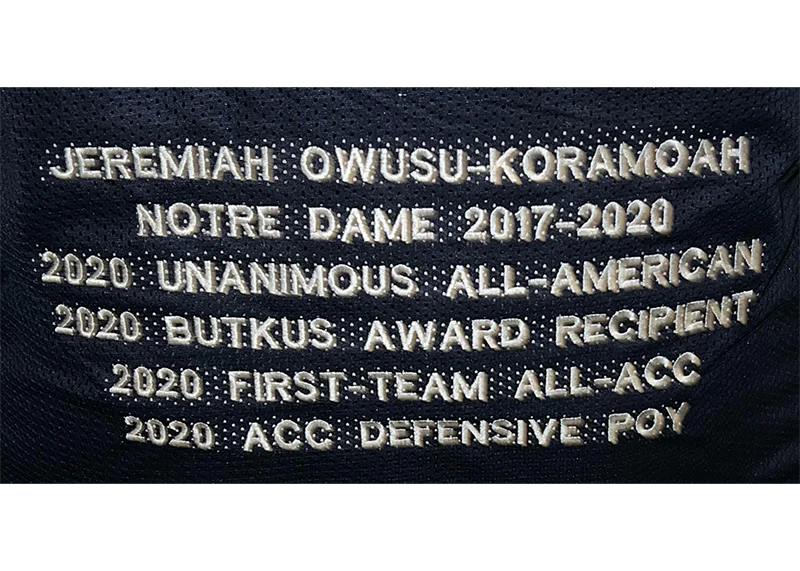 JEREMIAH OWUSU-KORAMOAH
NOTRE DAME 2017-2020
2020 UNANIMOUS ALL-AMERICAN
2020 BUTKUS AWARD RECIPIENT
2020 FIRST-TEAM ALL-ACC
2020 ACC DEFENSIVE POY